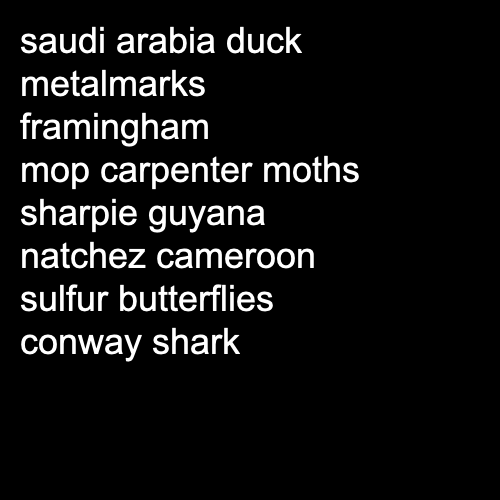 saudi arabia duck
metalmarks
framingham
mop carpenter moths
sharpie guyana
natchez cameroon
sulfur butterflies
conway shark